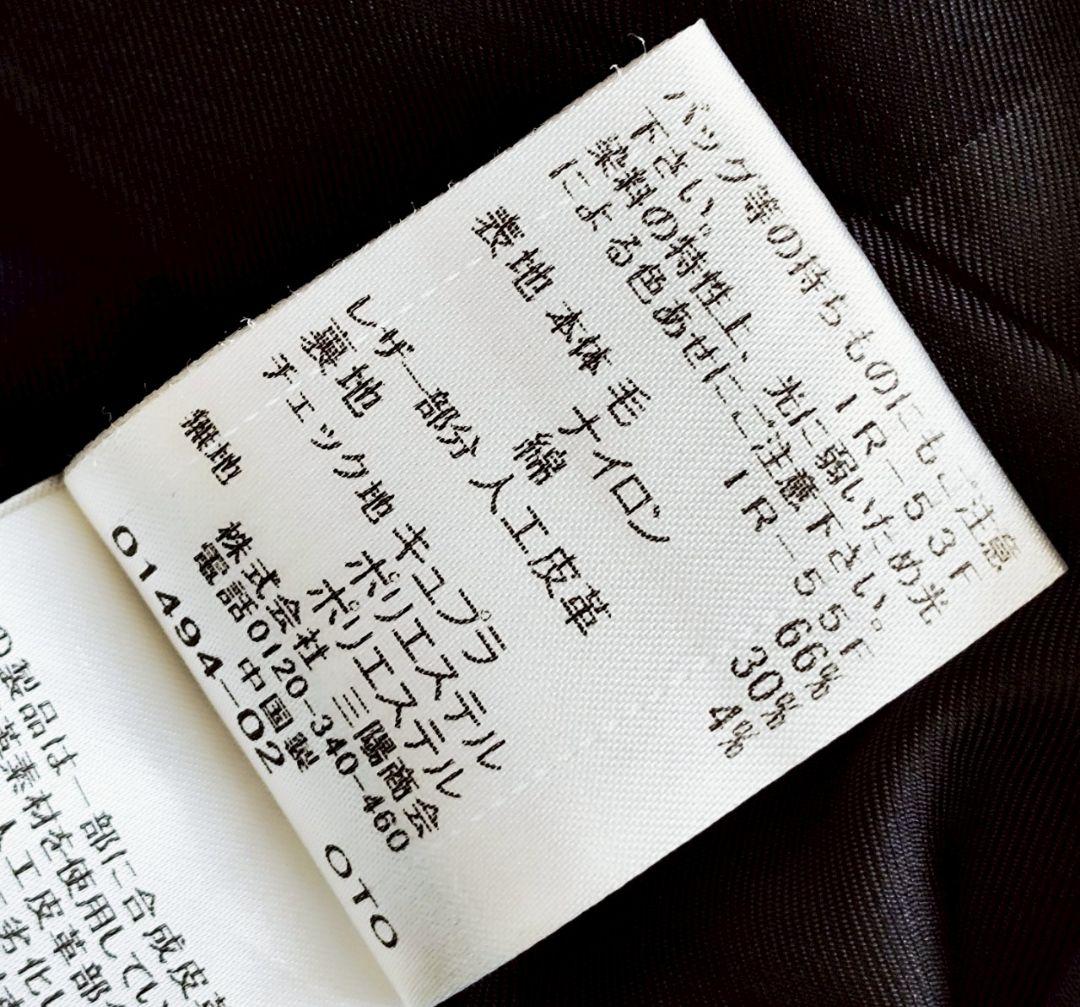 バッグ等の持ちものにもご注意
下さい。 IR-53F
染料の特性上、光に弱いため光
による色あせにご注意下さい。
IR-55F
表地 本体 毛 66%
ナイロン 30%
綿 4%
レザー部分 人工皮革
裏地
チェック地 キュプラ
ポリエステル
無地 ポリエステル
株式会社 三陽商会
電話0120-340-460
中国製
01494-02 OTO
の製品は一部に合成皮革
素材を使用してい
人工皮革部分
劣化し